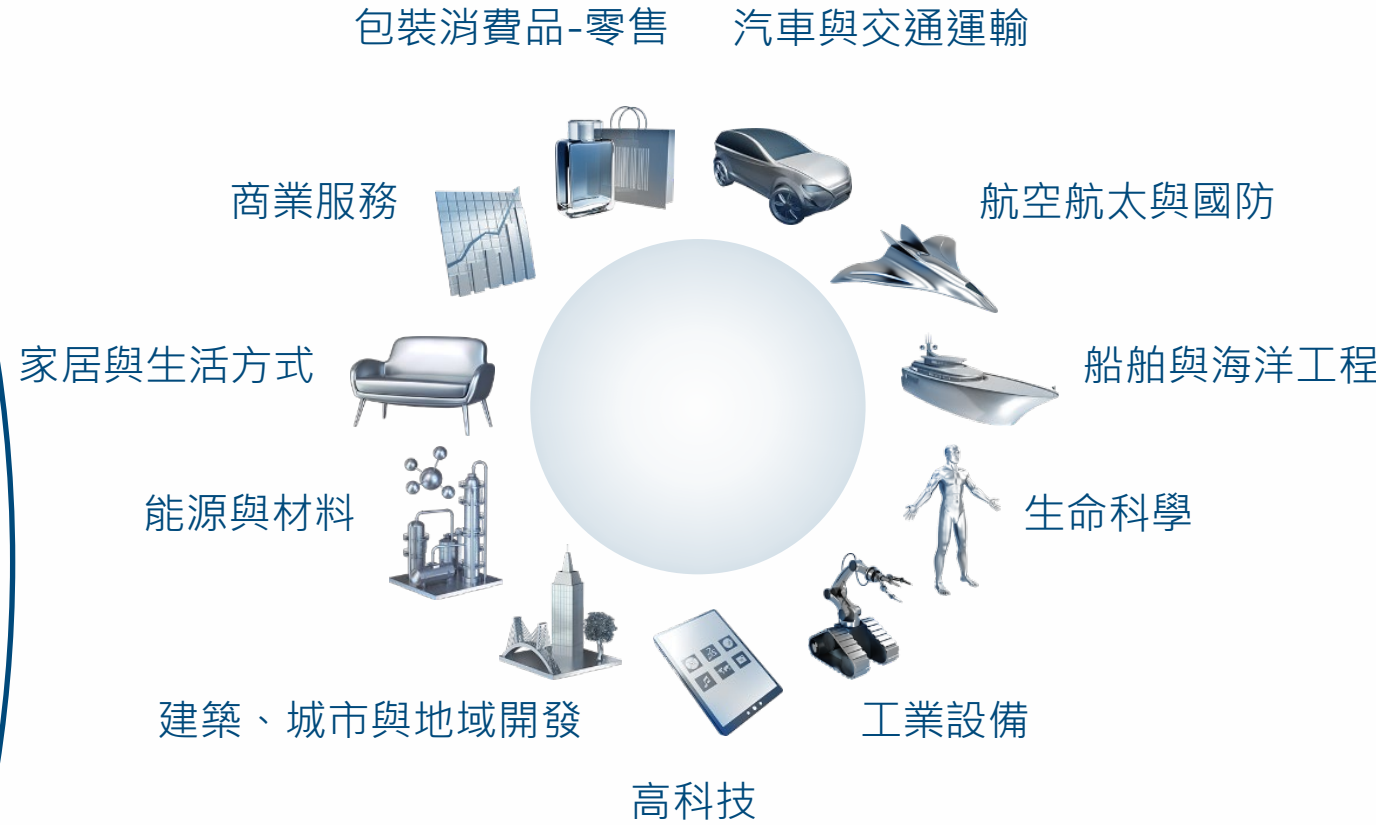 包裝消費品-零售
汽車與交通運輸
商業服務
航空航太與國防
家居與生活方式
船舶與海洋工程
能源與材料
生命科學
建築、城市與地域開發
工業設備
高科技